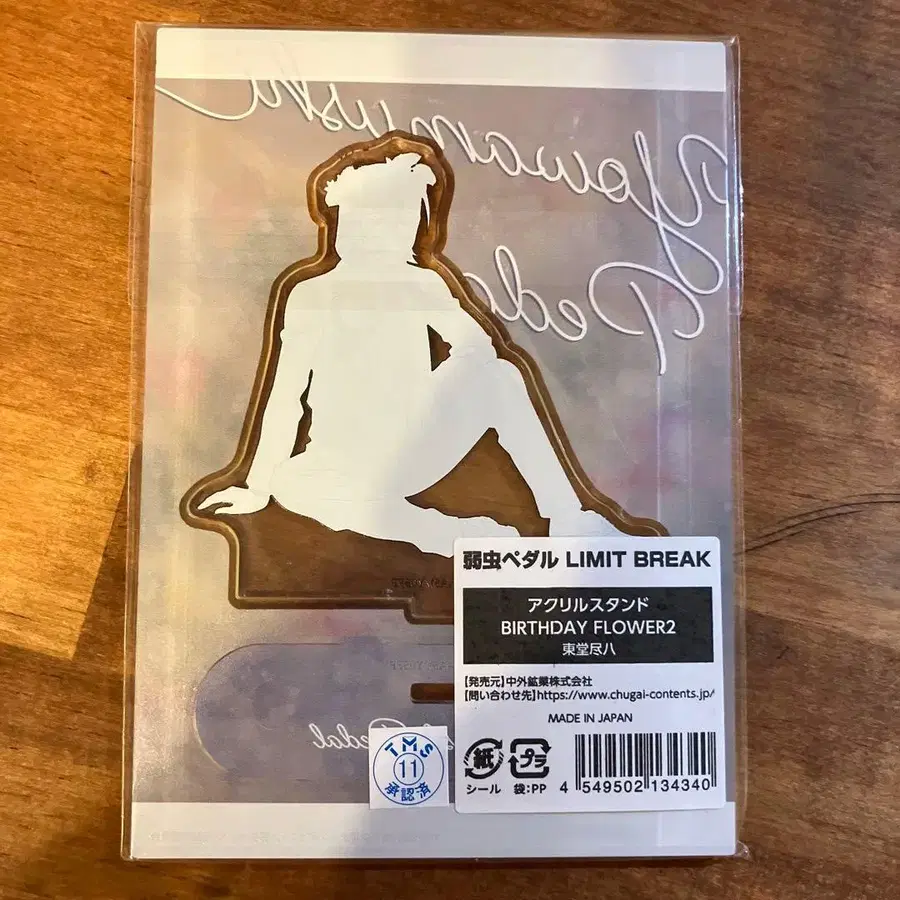 Yowamushi
Pedal
弱虫ペダル LIMIT BREAK
アクリルスタンド
BIRTHDAY FLOWER2
東堂尽八
【発売元】中外鉱業株式会社
【問い合わせ先】https://www.chugai-contents.jp/
MADE IN JAPAN
紙 プラ
シール 袋:PP
4 549502 134340
Pedal
TMS
11
承認済